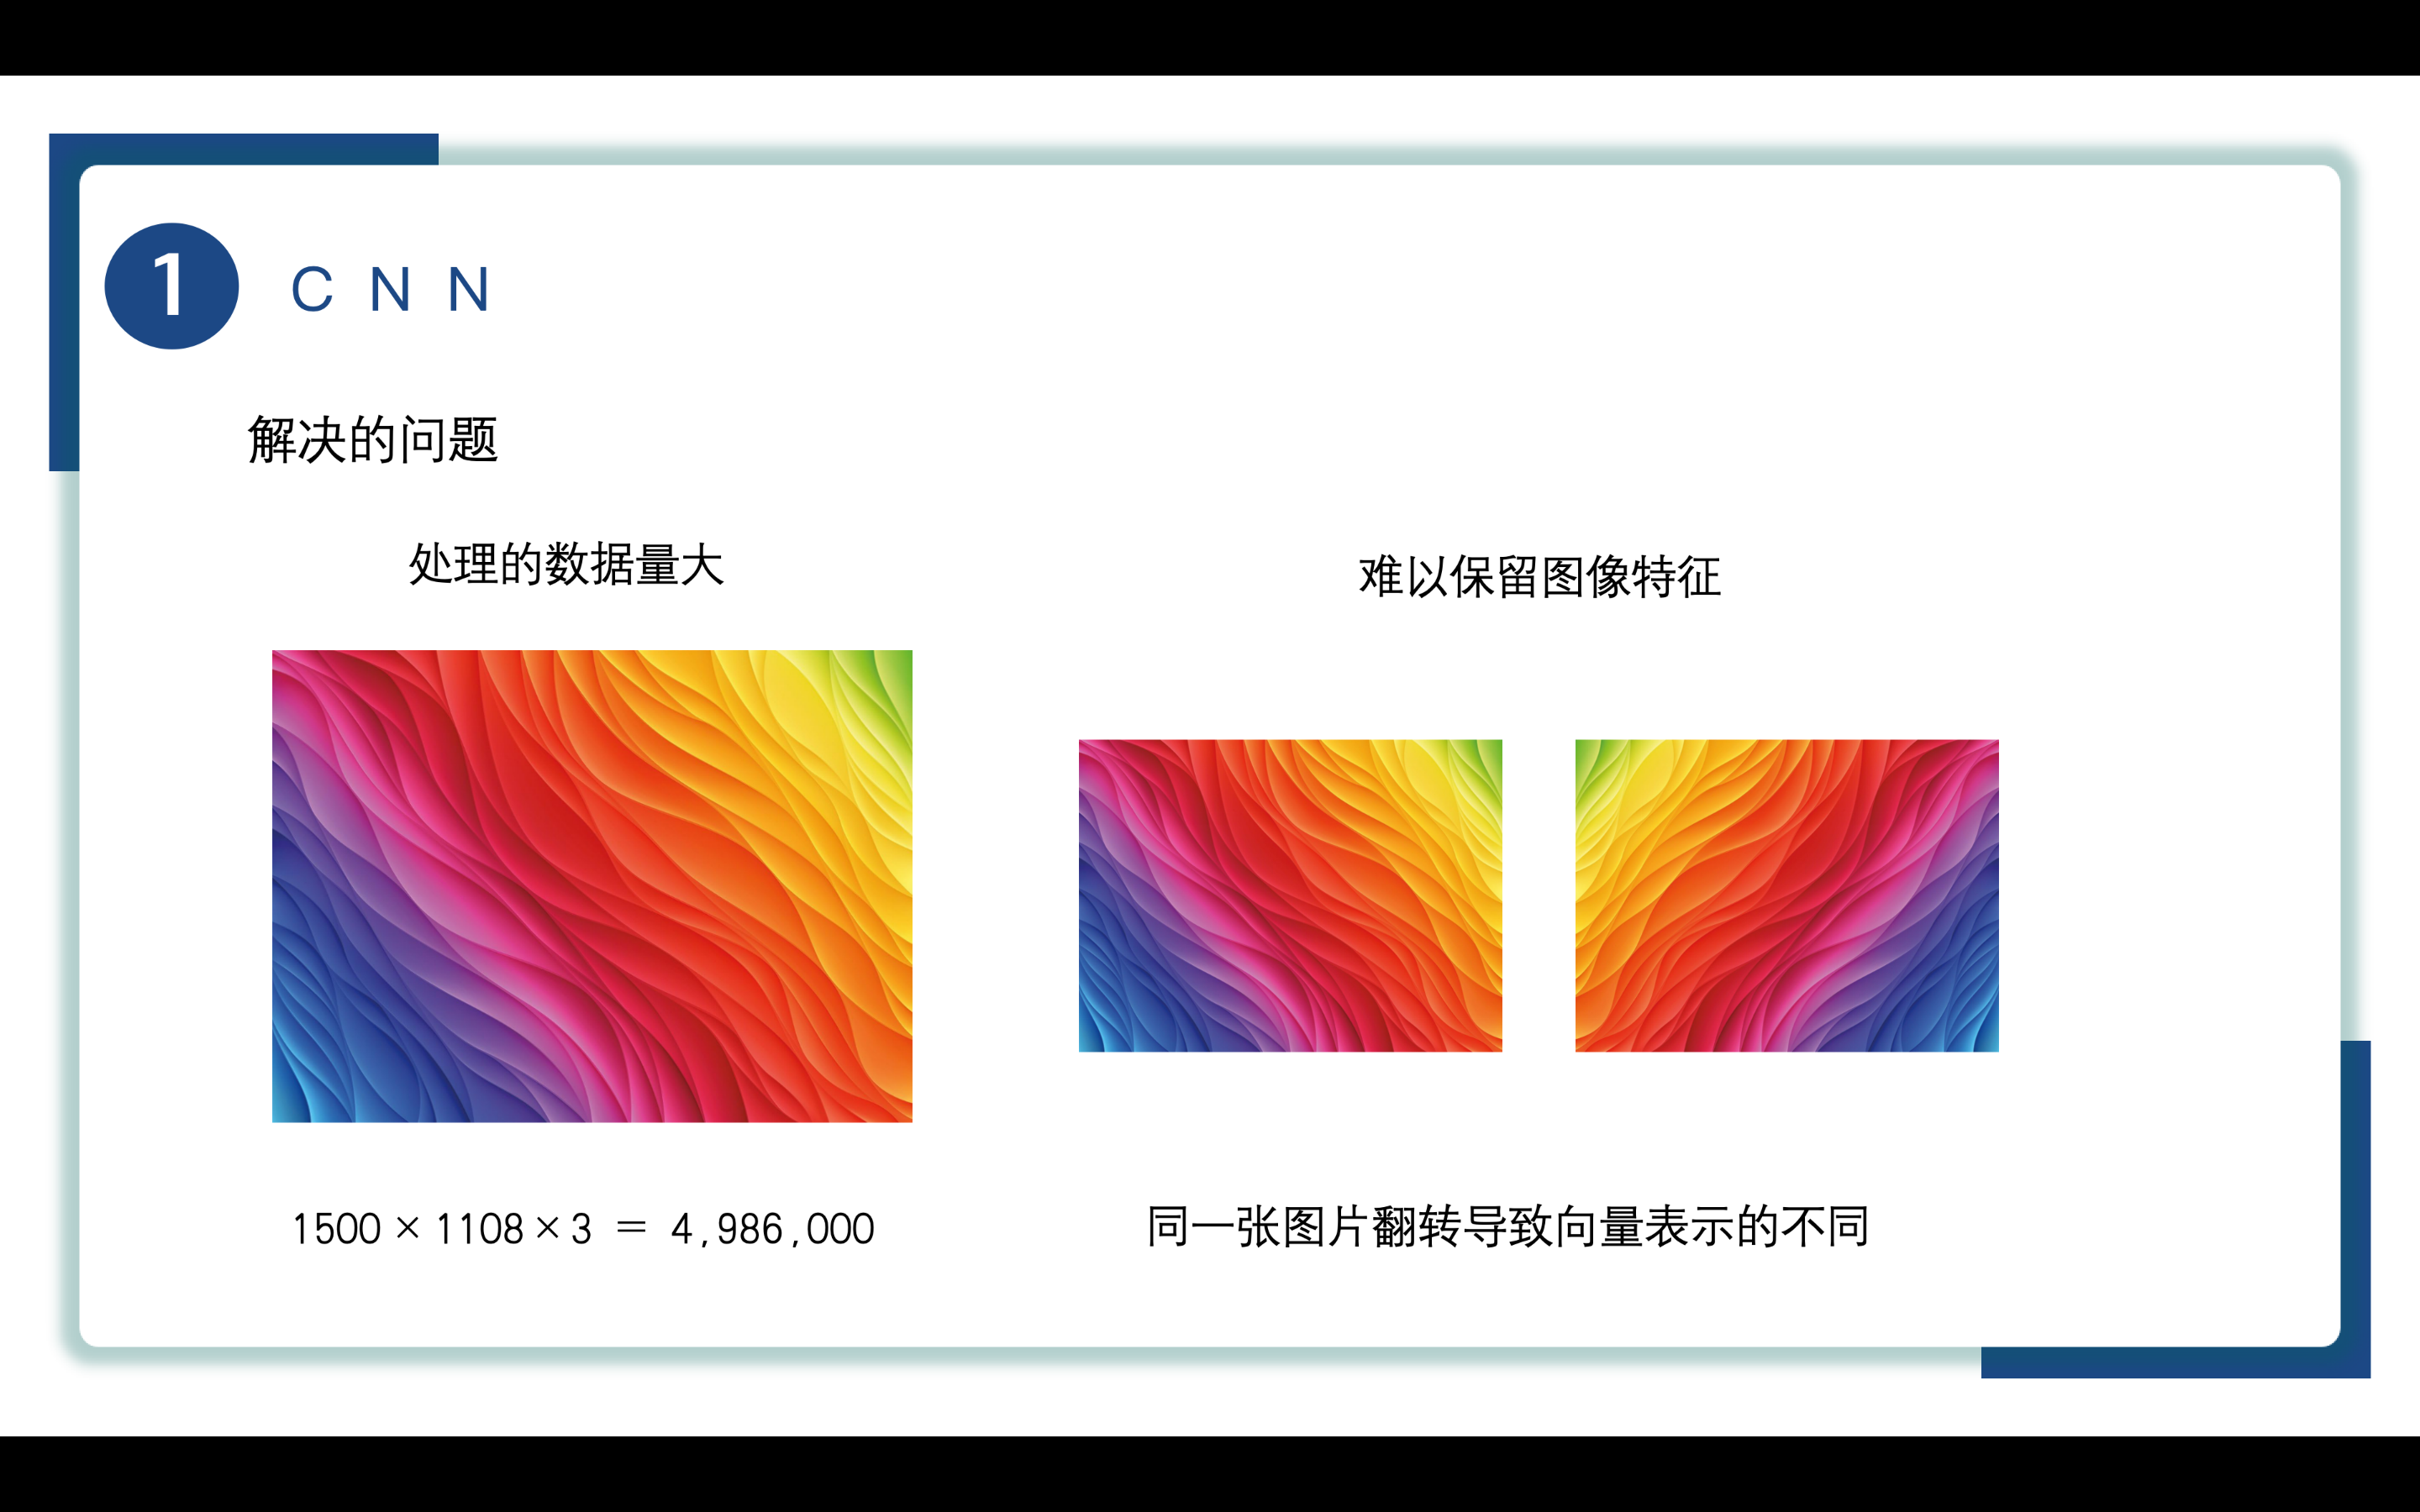 1
CNN
解决的问题
处理的数据量大
难以保留图像特征
1500×1108×3 = 4,986,000
同一张图片翻转导致向量表示的不同